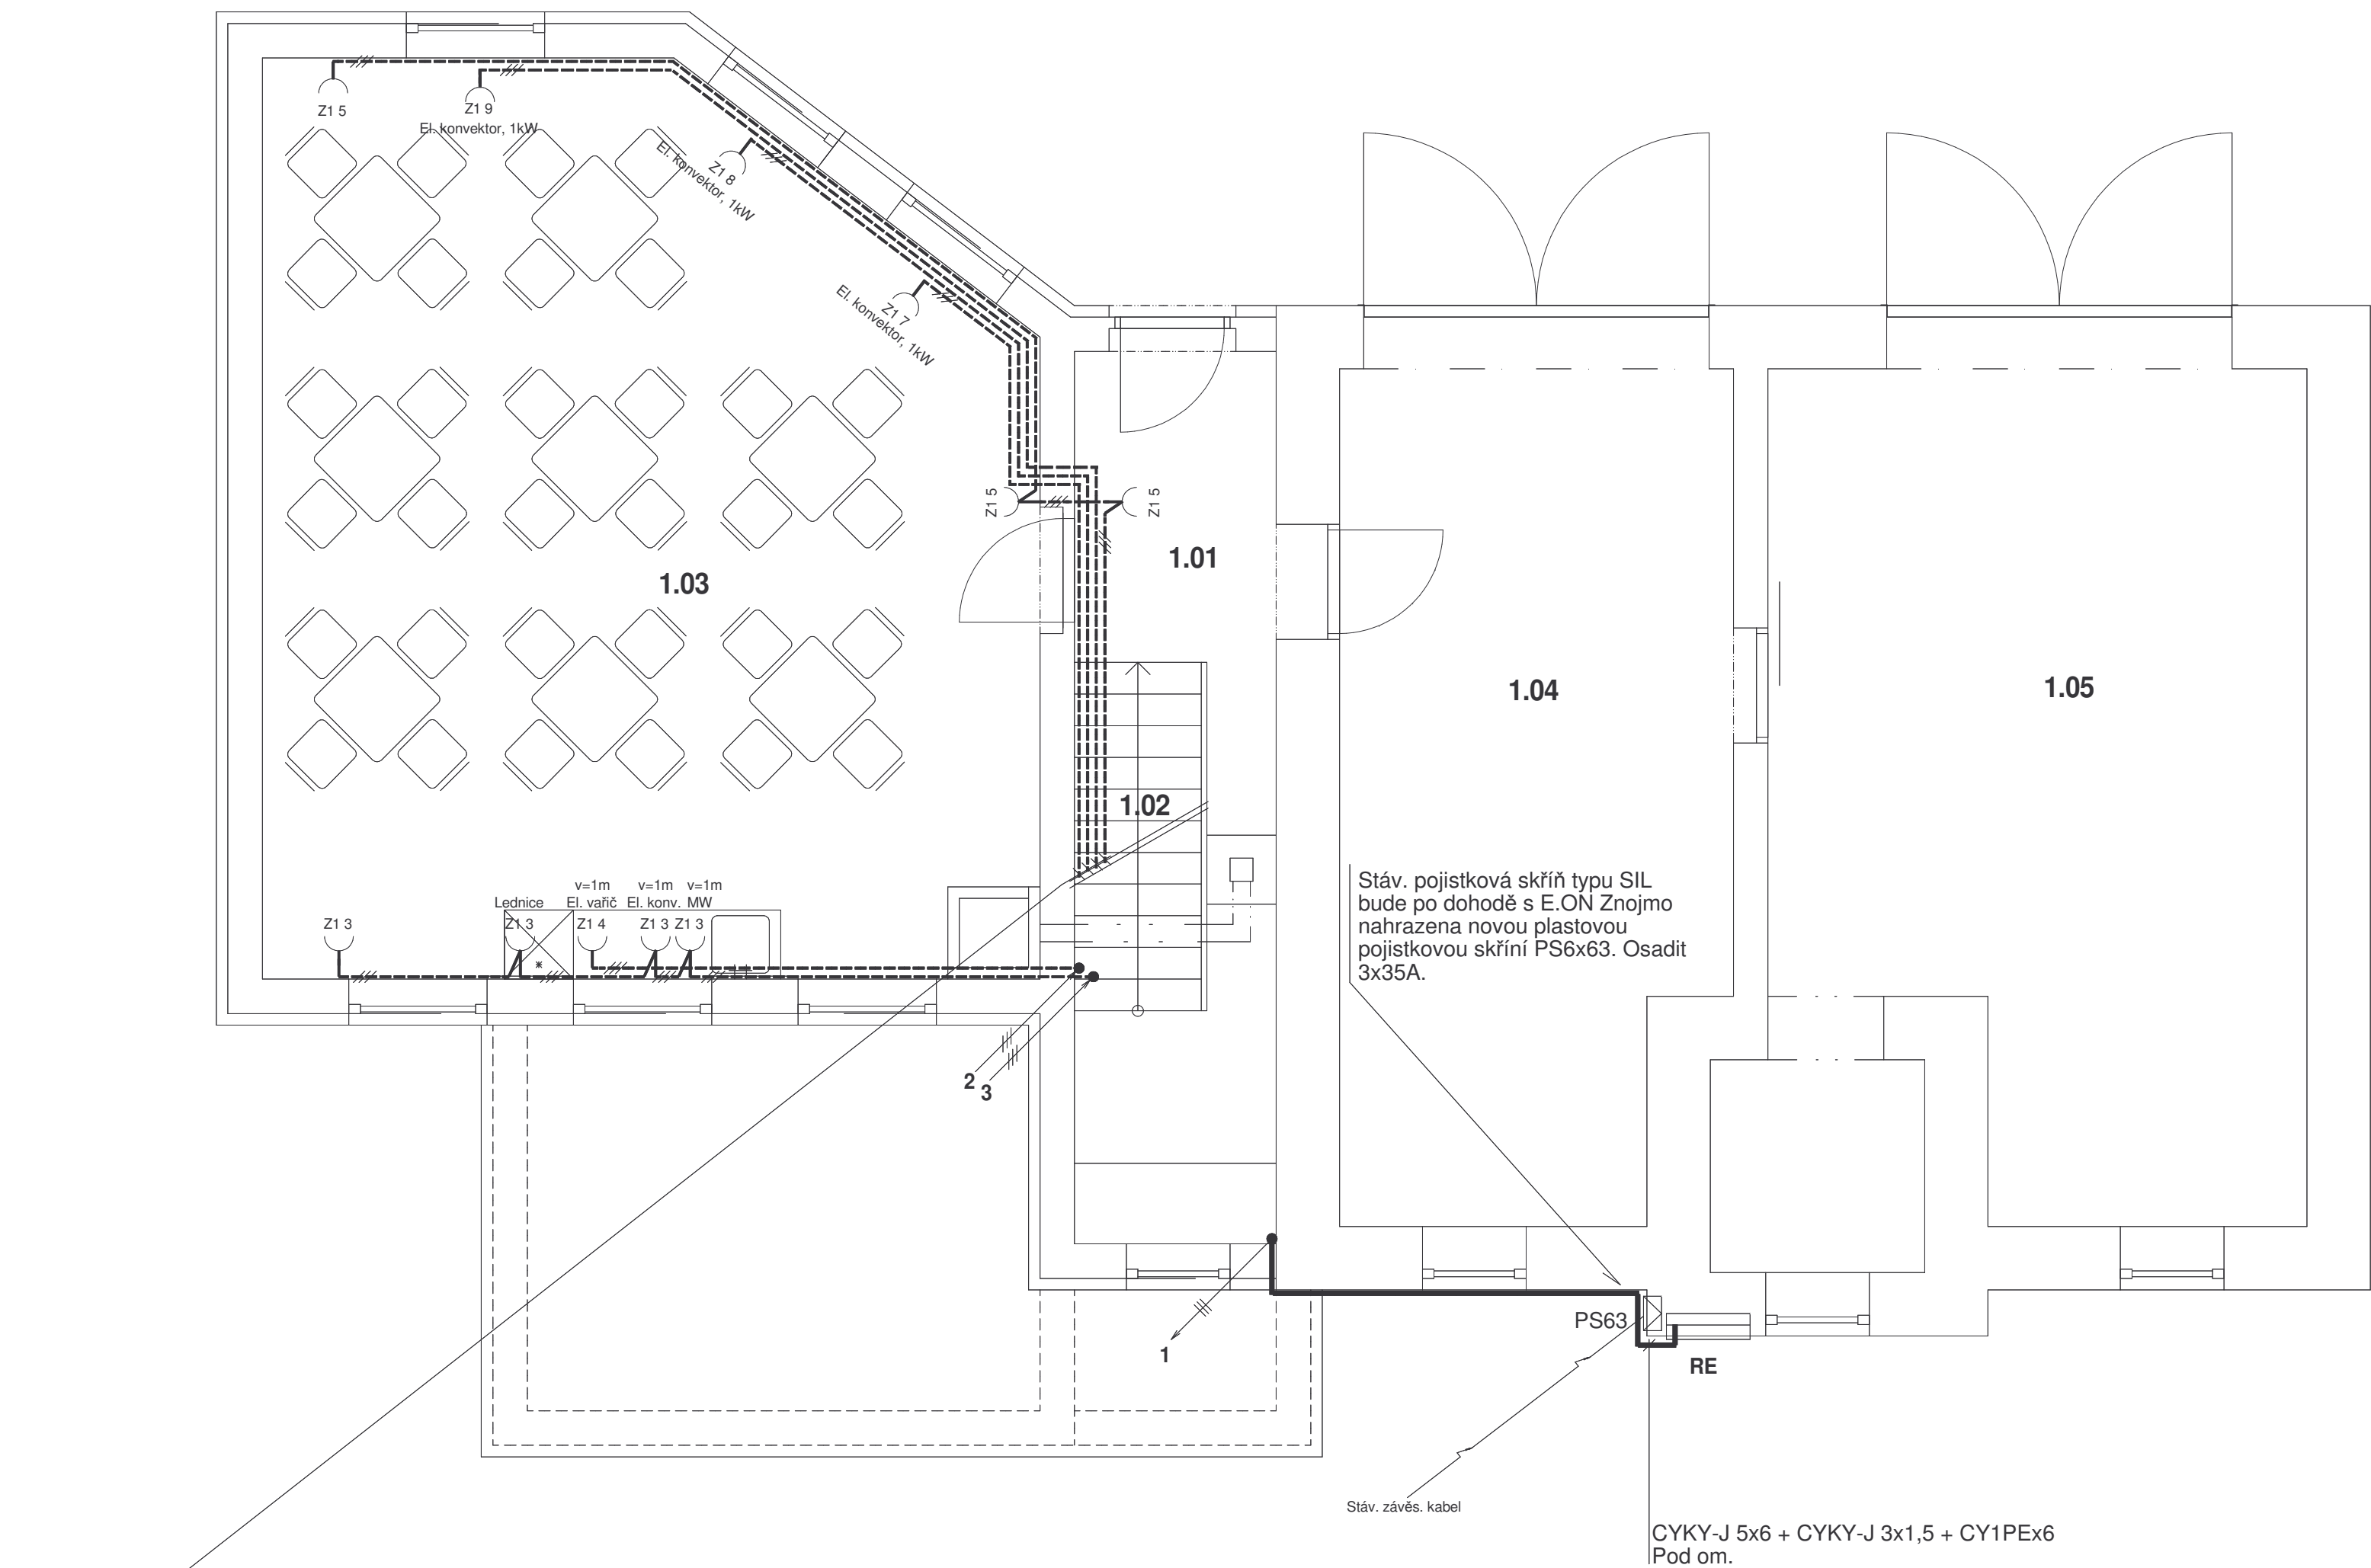 Z1 5
Z1 9
El. konvektor, 1kW
Z1 8
El. konvektor, 1kW
Z1 7
El. konvektor, 1kW
Z1 5
Z1 5
1.01
1.03
1.04
1.05
1.02
Stáv. pojistková skříň typu SIL
bude po dohodě s E.ON Znojmo
nahrazena novou plastovou
pojistkovou skříní PS6x63. Osadit
3x35A.
v=1m v=1m v=1m
Lednice El. vařič El. konv. MW
Z1 3 Z1 3 Z1 4 Z1 3 Z1 3
2
3
1
PS63
RE
Stáv. závěs. kabel
CYKY-J 5x6 + CYKY-J 3x1,5 + CY1PEx6
Pod om.